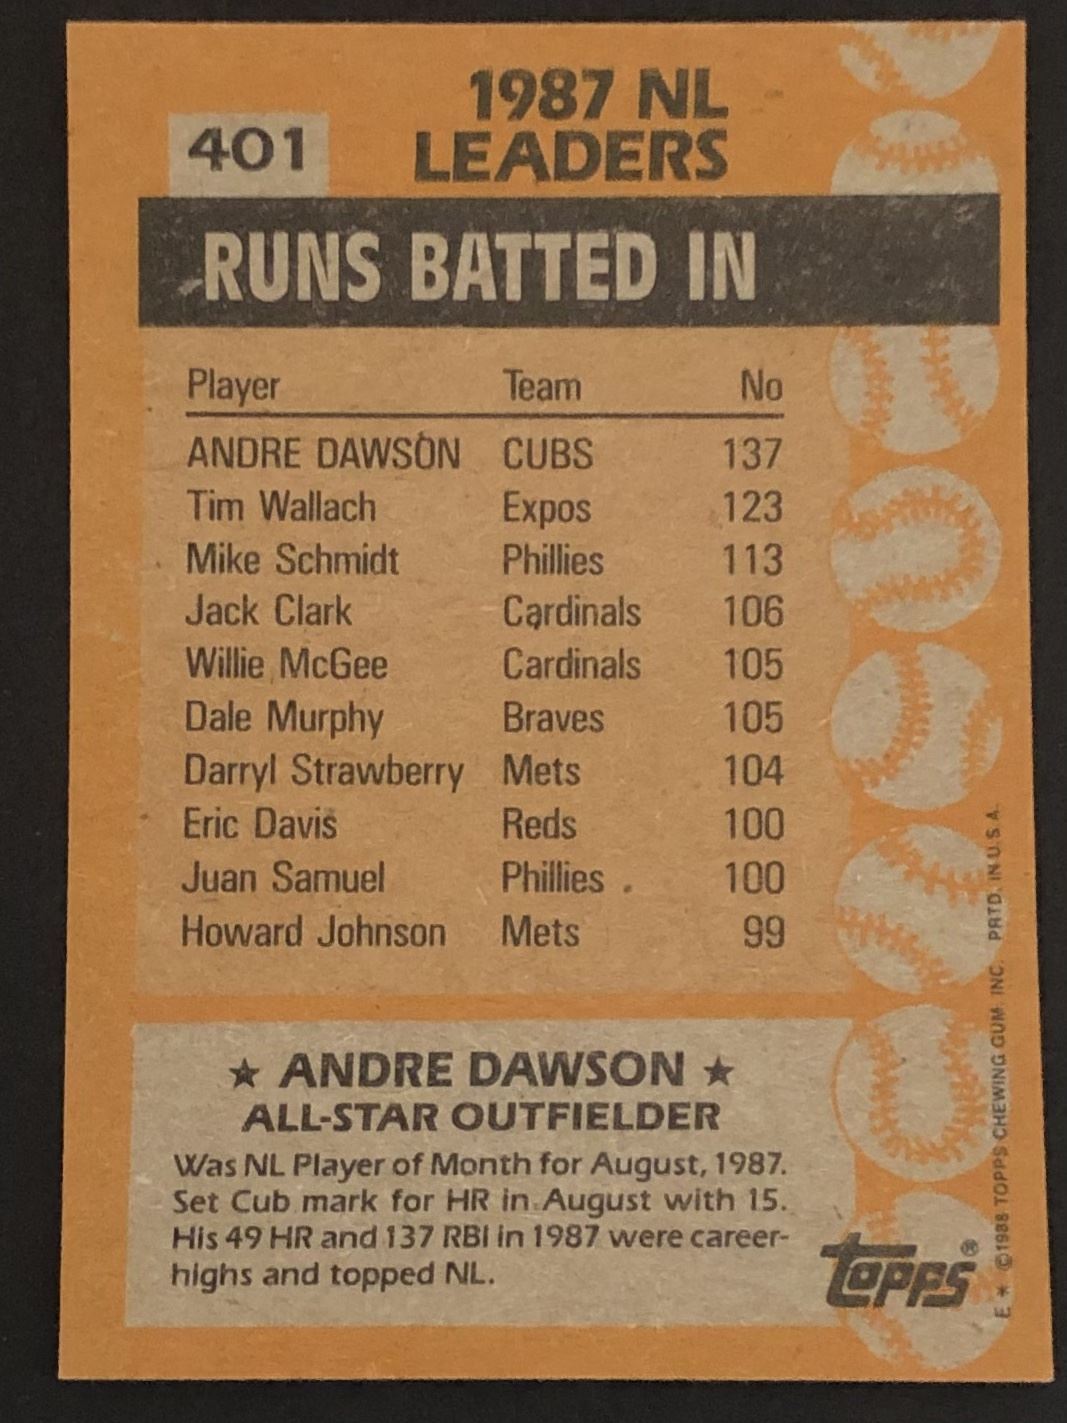 1987 NL
401
LEADERS
RUNS BATTED IN
Player Team No
ANDRE DAWSON CUBS 137
Tim Wallach Expos 123
Mike Schmidt Phillies 113
Jack Clark Cardinals 106
Willie McGee Cardinals 105
Dale Murphy Braves 105
Darryl Strawberry Mets 104
Eric Davis Reds 100
Juan Samuel Phillies 100
Howard Johnson Mets 99
★ ANDRE DAWSON ★
ALL-STAR OUTFIELDER
Was NL Player of Month for August, 1987.
Set Cub mark for HR in August with 15.
His 49 HR and 137 RBI in 1987 were career-
highs and topped NL.
topps®
E ★ ©1988 TOPPS CHEWING GUM INC. PRTD. IN U.S.A.